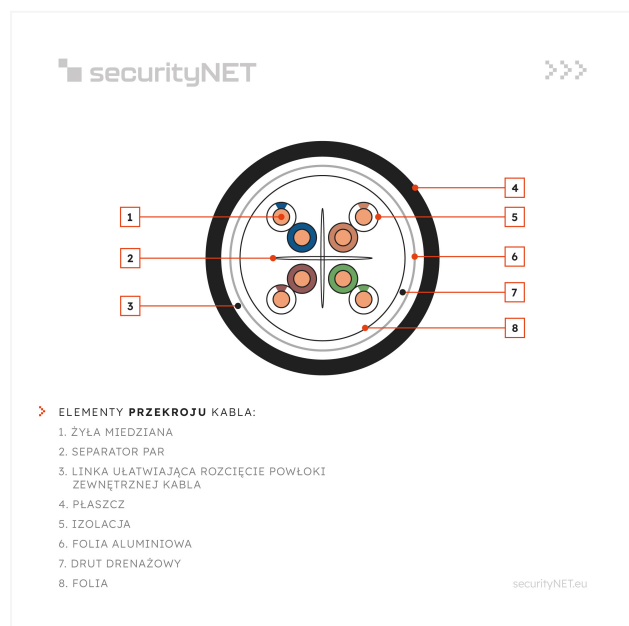 securityNET
1
2
3
4
5
6
7
8
ELEMENTY PRZEKROJU KABLA:
1. ŻYŁA MIEDZIANA
2. SEPARATOR PAR
3. LINKA UŁATWIAJĄCA ROZCIĘCIE POWŁOKI
ZEWNĘTRZNEJ KABLA
4. PŁASZCZ
5. IZOLACJA
6. FOLIA ALUMINIOWA
7. DRUT DRENAŻOWY
8. FOLIA
securityNET.eu